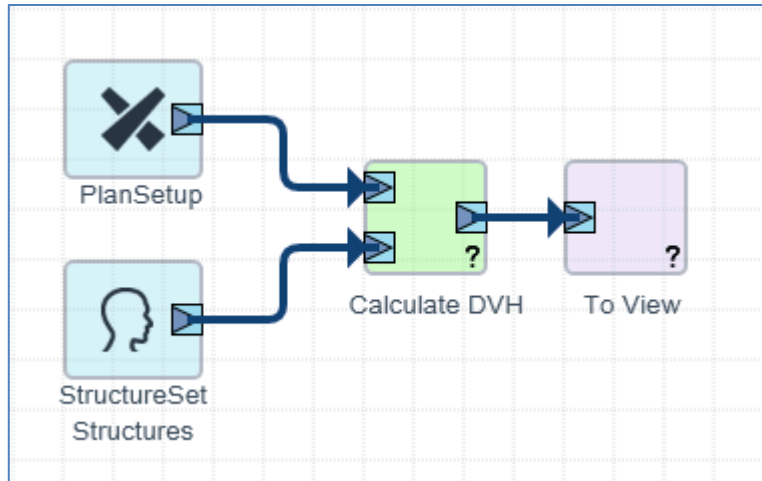 PlanSetup
StructureSet
Structures
?
Calculate DVH
?
To View